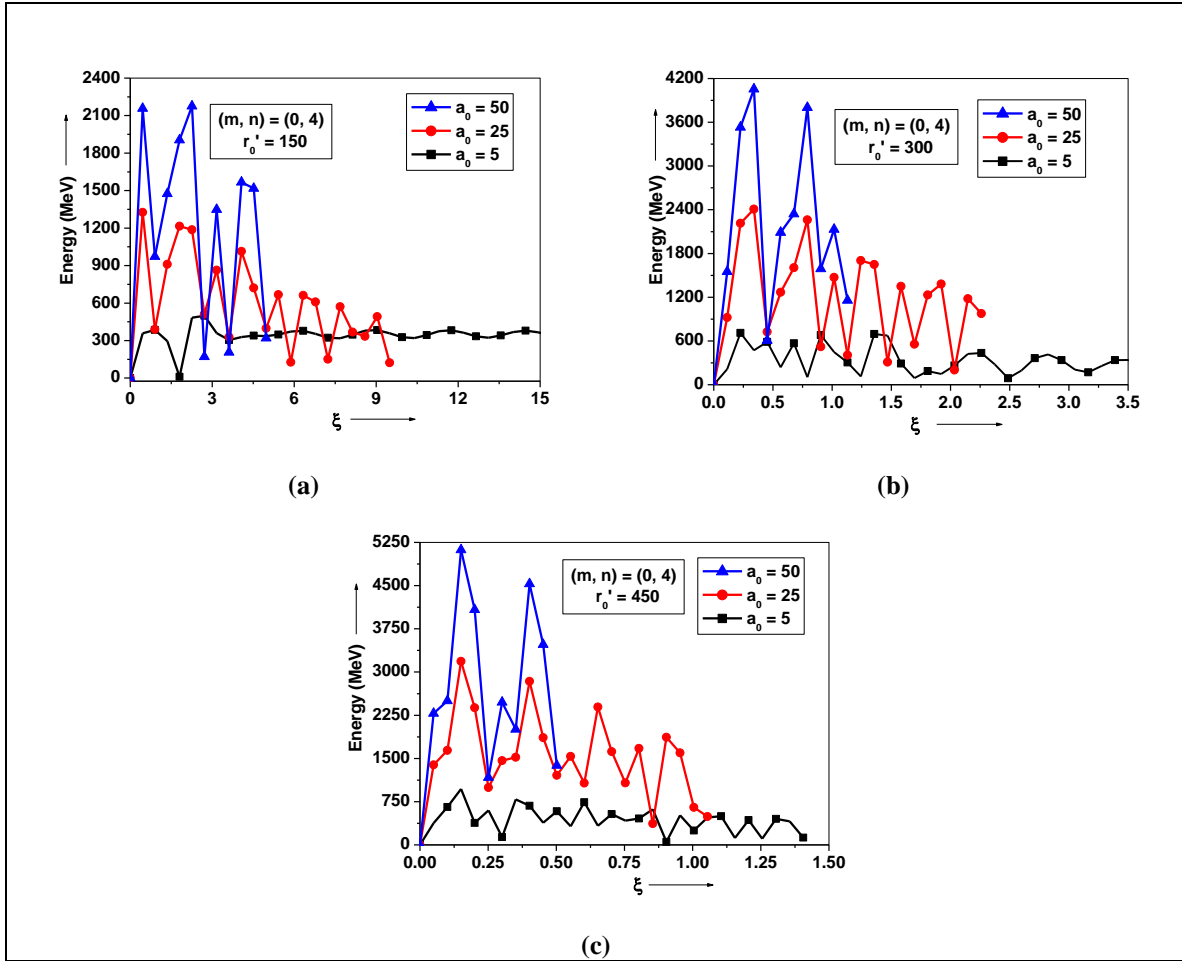 2400
2100
1800
1500
1200
900
600
300
0
Energy (MeV)
(m, n) = (0, 4)
r₀' = 150
a₀ = 50
a₀ = 25
a₀ = 5
0 3 6 9 12 15
ξ
(a)
4200
3600
3000
2400
1800
1200
600
0
Energy (MeV)
(m, n) = (0, 4)
r₀' = 300
a₀ = 50
a₀ = 25
a₀ = 5
0.0 0.5 1.0 1.5 2.0 2.5 3.0 3.5
ξ
(b)
5250
4500
3750
3000
2250
1500
750
0
Energy (MeV)
(m, n) = (0, 4)
r₀' = 450
a₀ = 50
a₀ = 25
a₀ = 5
0.00 0.25 0.50 0.75 1.00 1.25 1.50
ξ
(c)